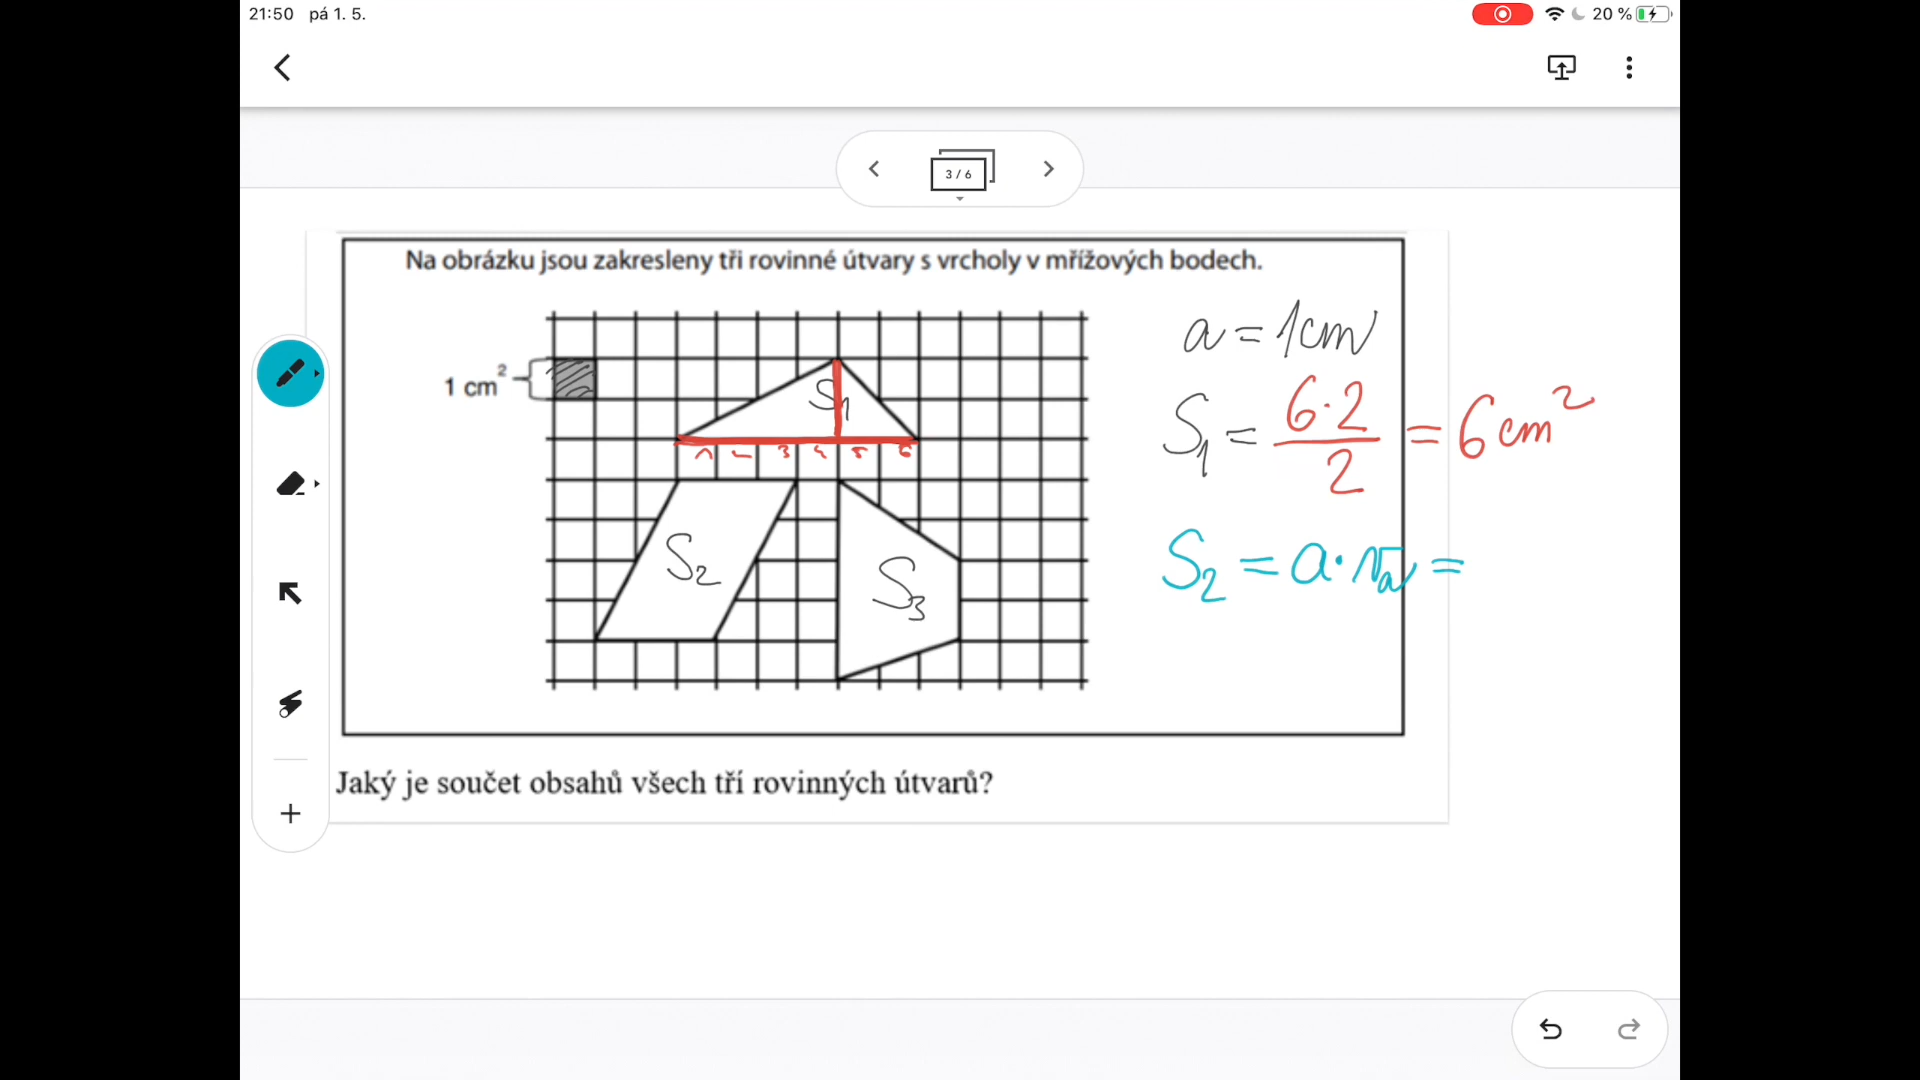 21:50 pá 1. 5.
20 %
3 / 6
Na obrázku jsou zakresleny tři rovinné útvary s vrcholy v mřížových bodech.
1 cm²
S₁
1 2 3 4 5 6
S₂
S₃
a = 1cm
S₁ = 6·2 / 2 = 6 cm²
S₂ = a·vₐ =
Jaký je součet obsahů všech tří rovinných útvarů?